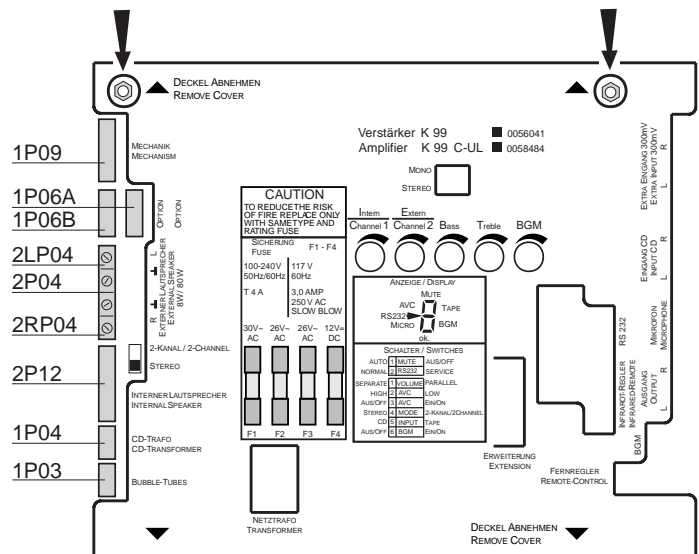 DECKEL ABNEHMEN
REMOVE COVER
Verstärker K 99 0056041
Amplifier K 99 C-UL 0058484
MONO
STEREO
1P09
MECHANIK
MECHANISM
1P06A
1P06B
OPTION
OPTION
2LP04
2P04
2RP04
L
R
EXTERNER LAUTSPRECHER
EXTERNAL SPEAKER
8W/ 80W
2-KANAL / 2-CHANNEL
STEREO
2P12
INTERNER LAUTSPRECHER
INTERNAL SPEAKER
1P04
CD-TRAFO
CD-TRANSFORMER
1P03
BUBBLE-TUBES
CAUTION
TO REDUCETHE RISK
OF FIRE REPLACE ONLY
WITH SAMETYPE AND
RATING FUSE
SICHERUNG F1 - F4
FUSE
100-240V 117 V
50Hz/60Hz 60Hz
T 4 A 3,0 AMP
250 V AC
SLOW BLOW
30V~ 26V~ 26V~ 12V=
AC AC AC DC
F1 F2 F3 F4
NETZTRAFO
TRANSFORMER
Intern Extern
Channel 1 Channel 2 Bass Treble BGM
ANZEIGE / DISPLAY
MUTE
AVC TAPE
RS232
MICRO BGM
ok.
SCHALTER / SWITCHES
AUTO 1 MUTE AUS/OFF
NORMAL 2 RS232 SERVICE
SEPARATE 1 VOLUME PARALLEL
HIGH 2 AVC LOW
AUS/OFF 3 AVC EIN/ON
STEREO 4 MODE 2-KANAL/2CHANNEL
CD 5 INPUT TAPE
AUS/OFF 6 BGM EIN/ON
ERWEITERUNG
EXTENSION
EXTRA EINGANG 300mV
EXTRA INPUT 300mV
R
L
EINGANG CD
INPUT CD
R
L
RS 232
MIKROFON
MICROPHONE
INFRAROT-REGLER
INFRARED-REMOTE
AUSGANG
OUTPUT
R
L
BGM
FERNREGLER
REMOTE-CONTROL
DECKEL ABNEHMEN
REMOVE COVER